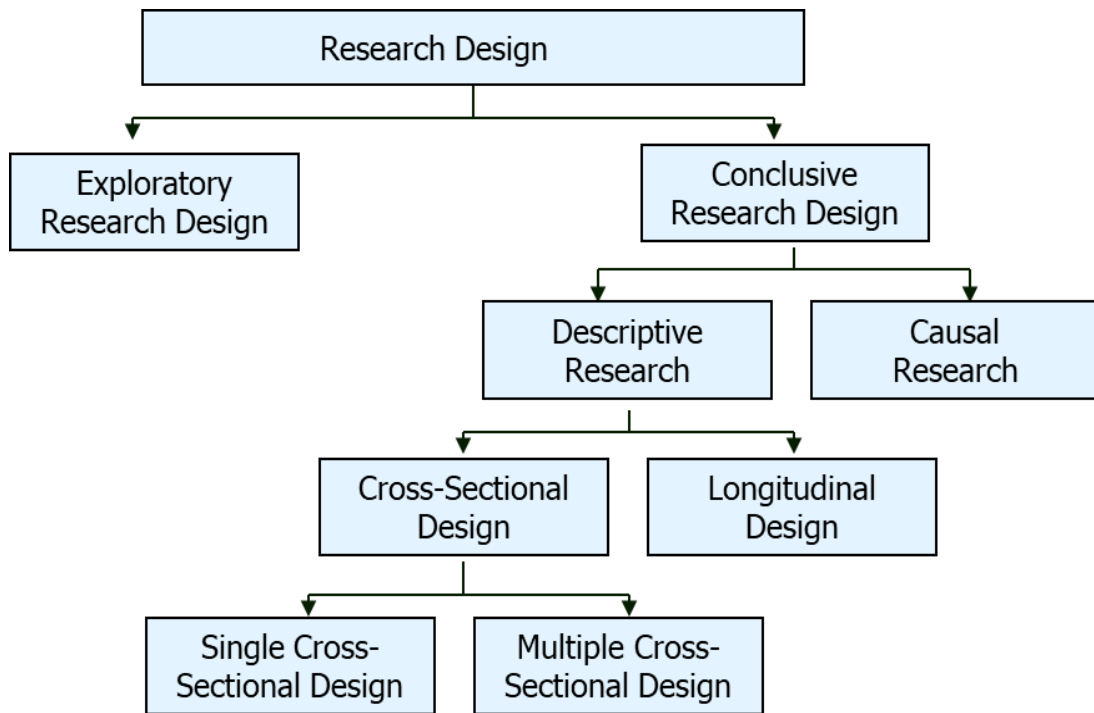 Research Design
Exploratory
Research Design
Conclusive
Research Design
Descriptive
Research
Causal
Research
Cross-Sectional
Design
Longitudinal
Design
Single Cross-
Sectional Design
Multiple Cross-
Sectional Design